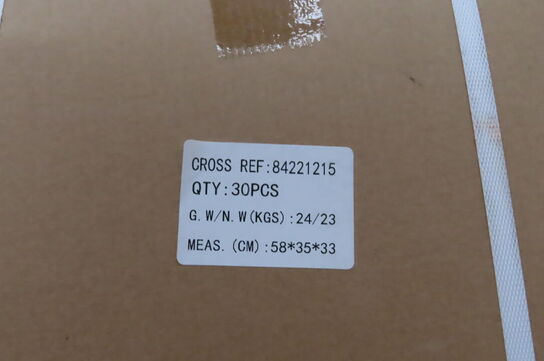 CROSS REF:84221215
QTY:30PCS
G.W/N.W(KGS):24/23
MEAS.(CM):58*35*33